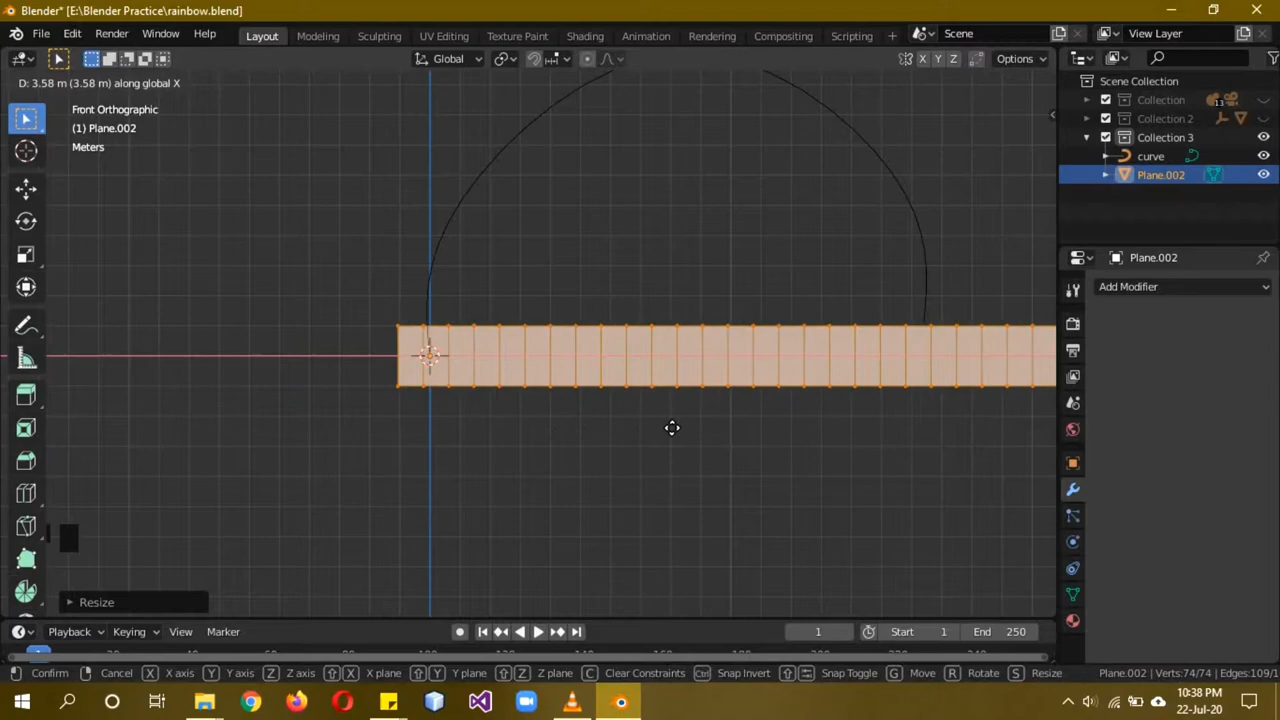 Blender* [E:\Blender Practice\rainbow.blend]
File Edit Render Window Help Layout Modeling Sculpting UV Editing Texture Paint Shading Animation Rendering Compositing Scripting Scene View Layer
Global X Y Z Options
D: 3.58 m (3.58 m) along global X
Front Orthographic
(1) Plane.002
Meters
Scene Collection
Collection 13
Collection 2
Collection 3
curve
Plane.002
Plane.002
Add Modifier
Resize
Playback Keying View Marker 1 Start 1 End 250
Confirm Cancel X X axis Y Y axis Z Z axis X X plane Y Y plane Z Z plane C Clear Constraints Ctrl Snap Invert Snap Toggle G Move R Rotate S Resize Plane.002 | Verts:74/74 | Edges:109/1
10:38 PM
22-Jul-20